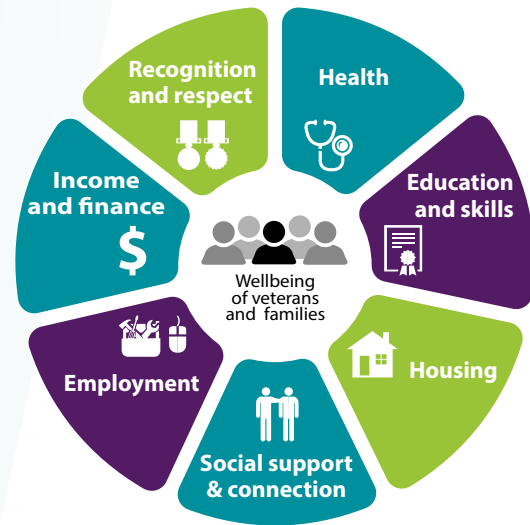 Recognition
and respect
Health
Education
and skills
Housing
Social support
& connection
Employment
Income
and finance
$
Wellbeing
of veterans
and families